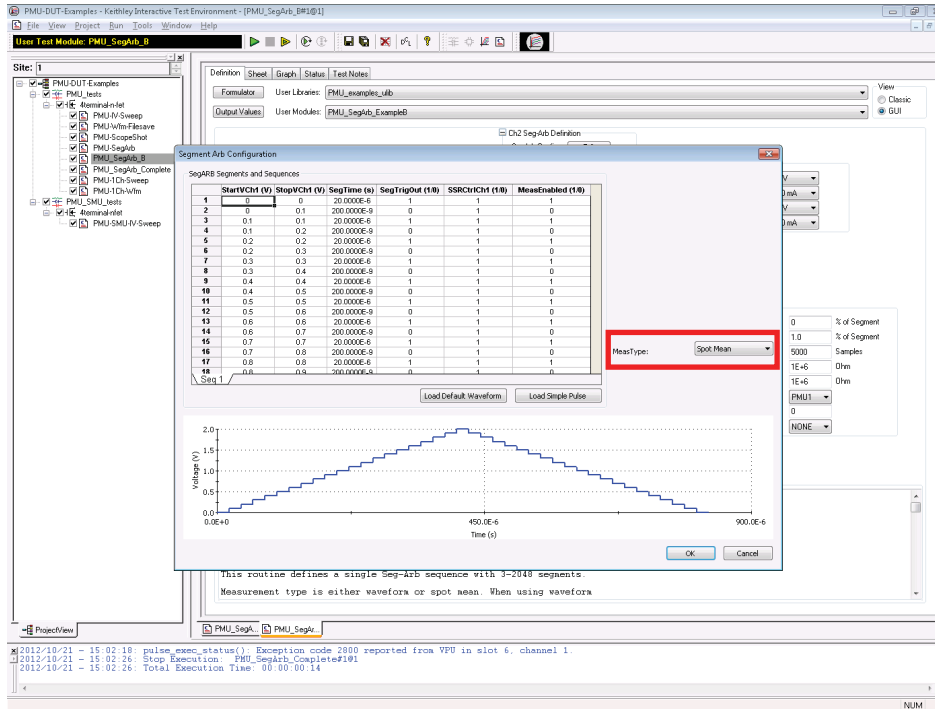 PMU-DUT-Examples - Keithley Interactive Test Environment - [PMU_SegArb_B#1@1]
File View Project Run Tools Window Help
User Test Module: PMU_SegArb_B
Site: 1
PMU-DUT-Examples
PMU_tests
4terminal-n-fet
PMU-IV-Sweep
PMU-Wfm-Filesave
PMU-ScopeShot
PMU-SegArb
PMU_SegArb_B
PMU_SegArb_Complete
PMU-1Ch-Sweep
PMU-1Ch-Wfm
PMU_SMU_tests
4terminal-nfet
PMU-SMU-IV-Sweep
ProjectView
Definition Sheet Graph Status Test Notes
Formulator User Libraries: PMU_examples_ulib
Output Values User Modules: PMU_SegArb_ExampleB
View
Classic
GUI
Ch2 Seg-Arb Definition
Segment Arb Configuration
SegARB Segments and Sequences
StartVCh1 (V) StopVCh1 (V) SegTime (s) SegTrigOut (1/0) SSRCtrlCh1 (1/0) MeasEnabled (1/0)
1 0 0 20.0000E-6 1 1 1
2 0 0.1 200.0000E-9 0 1 0
3 0.1 0.1 20.0000E-6 1 1 1
4 0.1 0.2 200.0000E-9 0 1 0
5 0.2 0.2 20.0000E-6 1 1 1
6 0.2 0.3 200.0000E-9 0 1 0
7 0.3 0.3 20.0000E-6 1 1 1
8 0.3 0.4 200.0000E-9 0 1 0
9 0.4 0.4 20.0000E-6 1 1 1
10 0.4 0.5 200.0000E-9 0 1 0
11 0.5 0.5 20.0000E-6 1 1 1
12 0.5 0.6 200.0000E-9 0 1 0
13 0.6 0.6 20.0000E-6 1 1 1
14 0.6 0.7 200.0000E-9 0 1 0
15 0.7 0.7 20.0000E-6 1 1 1
16 0.7 0.8 200.0000E-9 0 1 0
17 0.8 0.8 20.0000E-6 1 1 1
18 0.8 0.9 200.0000E-9 0 1 0
Seq 1
Load Default Waveform Load Simple Pulse
MeasType: Spot Mean
2.0
1.5
1.0
0.5
0.0
Voltage (V)
0.0E+0 450.0E-6 900.0E-6
Time (s)
OK Cancel
V
mA
V
mA
0 % of Segment
1.0 % of Segment
5000 Samples
1E+6 Ohm
1E+6 Ohm
PMU1
0
NONE
This routine defines a single Seg-Arb sequence with 3-2048 segments.
Measurement type is either waveform or spot mean. When using waveform
PMU_SegA... PMU_SegAr...
2012/10/21 - 15:02:18: pulse_exec_status(): Exception code 2800 reported from VPU in slot 6, channel 1.
2012/10/21 - 15:02:26: Stop Execution: PMU_SegArb_Complete#1@1
2012/10/21 - 15:02:26: Total Execution Time: 00:00:00:14
NUM